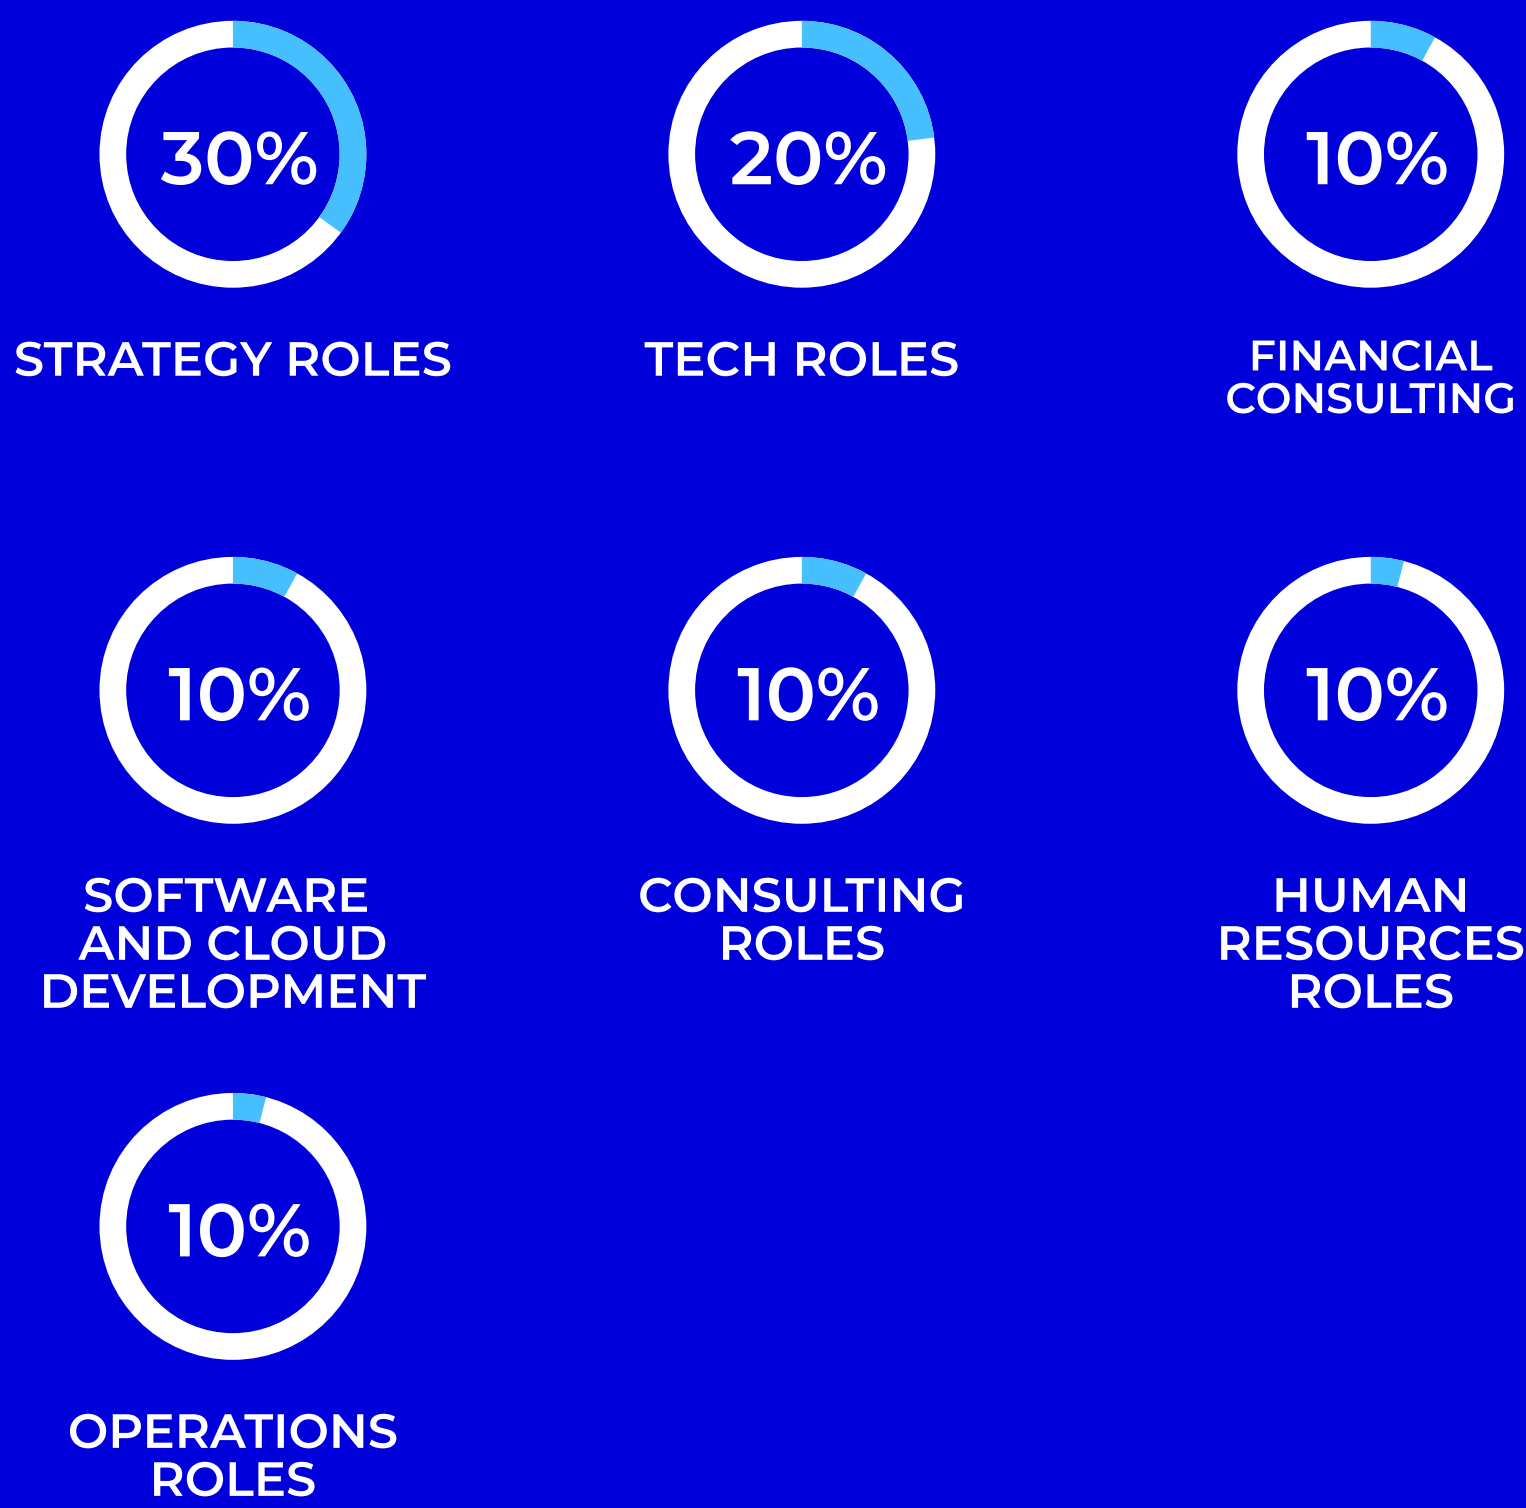 30%
STRATEGY ROLES
20%
TECH ROLES
10%
FINANCIAL
CONSULTING
10%
SOFTWARE
AND CLOUD
DEVELOPMENT
10%
CONSULTING
ROLES
10%
HUMAN
RESOURCES
ROLES
10%
OPERATIONS
ROLES